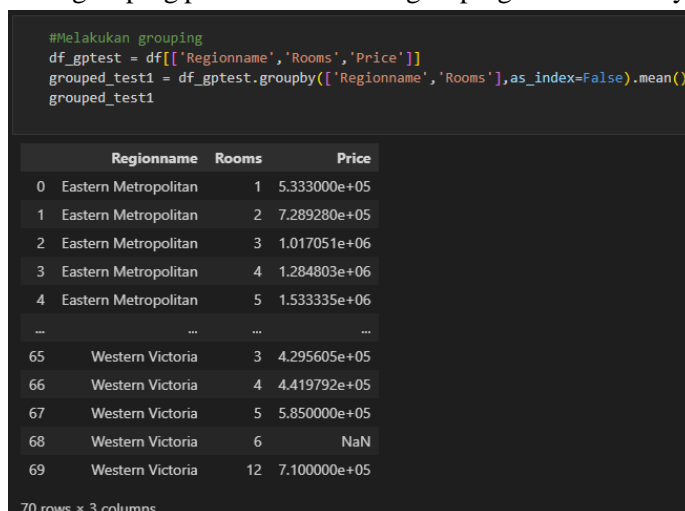 #Melakukan grouping
df_gptest = df[['Regionname','Rooms','Price']]
grouped_test1 = df_gptest.groupby(['Regionname','Rooms'],as_index=False).mean()
grouped_test1
Regionname Rooms Price
0 Eastern Metropolitan 1 5.333000e+05
1 Eastern Metropolitan 2 7.289280e+05
2 Eastern Metropolitan 3 1.017051e+06
3 Eastern Metropolitan 4 1.284803e+06
4 Eastern Metropolitan 5 1.533335e+06
... ... ... ...
65 Western Victoria 3 4.295605e+05
66 Western Victoria 4 4.419792e+05
67 Western Victoria 5 5.850000e+05
68 Western Victoria 6 NaN
69 Western Victoria 12 7.100000e+05
70 rows × 3 columns